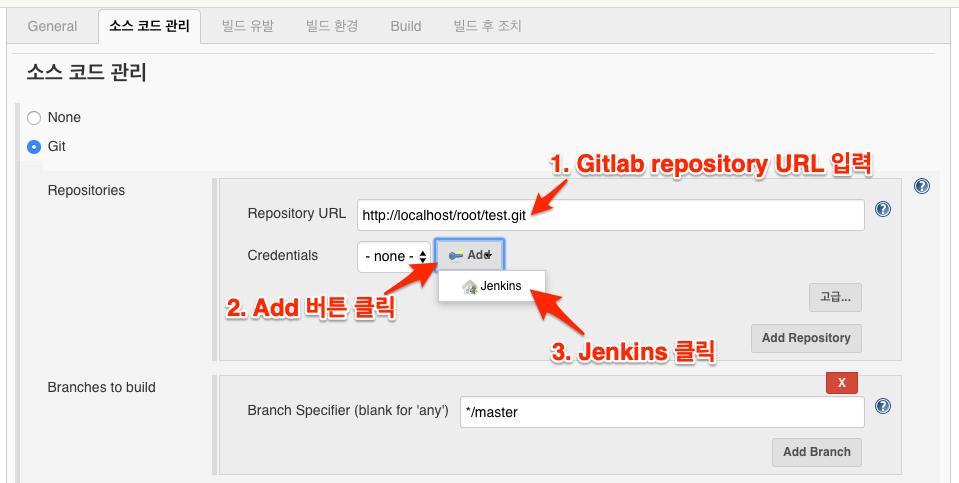 General 소스 코드 관리 빌드 유발 빌드 환경 Build 빌드 후 조치
소스 코드 관리
None
Git
1. Gitlab repository URL 입력
Repositories
Repository URL http://localhost/root/test.git
Credentials - none - Add
Jenkins
2. Add 버튼 클릭
고급...
Add Repository
3. Jenkins 클릭
Branches to build
X
Branch Specifier (blank for 'any') */master
Add Branch